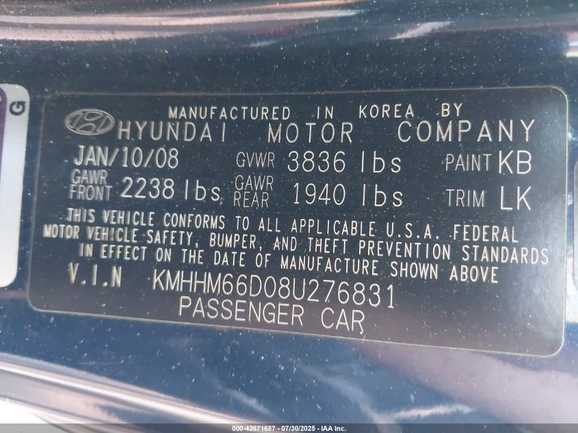 G
MANUFACTURED IN KOREA BY
HYUNDAI MOTOR COMPANY
JAN/10/08 GVWR 3836 lbs PAINT KB
GAWR FRONT 2238 lbs GAWR REAR 1940 lbs TRIM LK
THIS VEHICLE CONFORMS TO ALL APPLICABLE U.S.A. FEDERAL
MOTOR VEHICLE SAFETY, BUMPER, AND THEFT PREVENTION STANDARDS
IN EFFECT ON THE DATE OF MANUFACTURE SHOWN ABOVE
V.I.N KMHHM66D08U276831
PASSENGER CAR
000-42871687 / 07/30/2025 - IAA Inc.